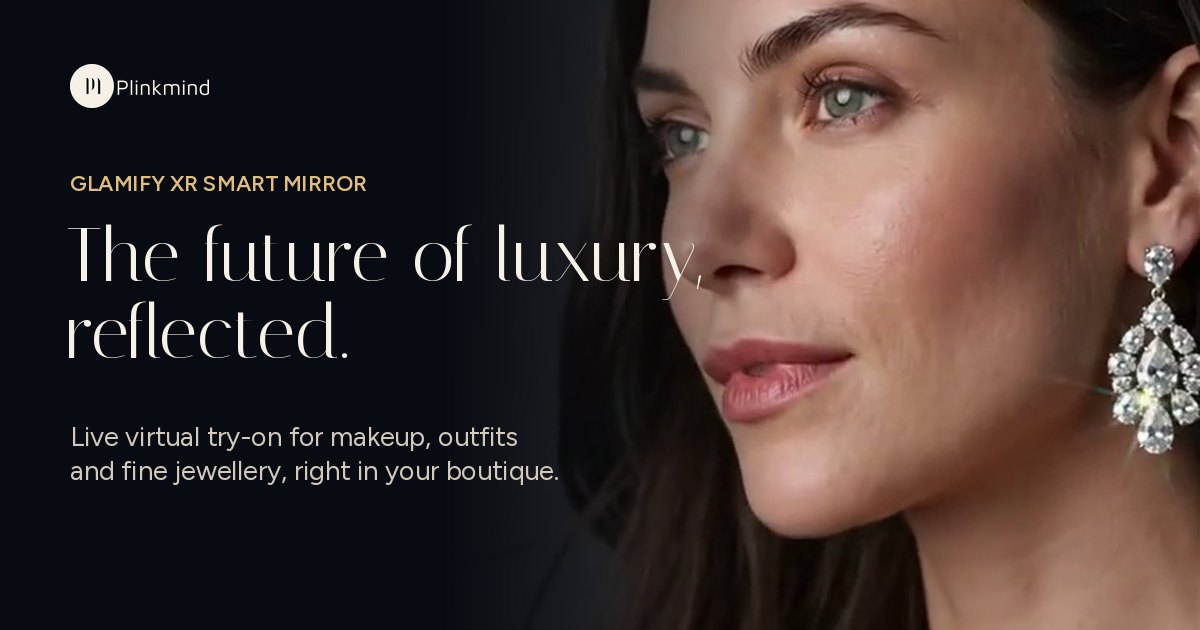 Plinkmind
GLAMIFY XR SMART MIRROR
The future of luxury,
reflected.
Live virtual try-on for makeup, outfits
and fine jewellery, right in your boutique.